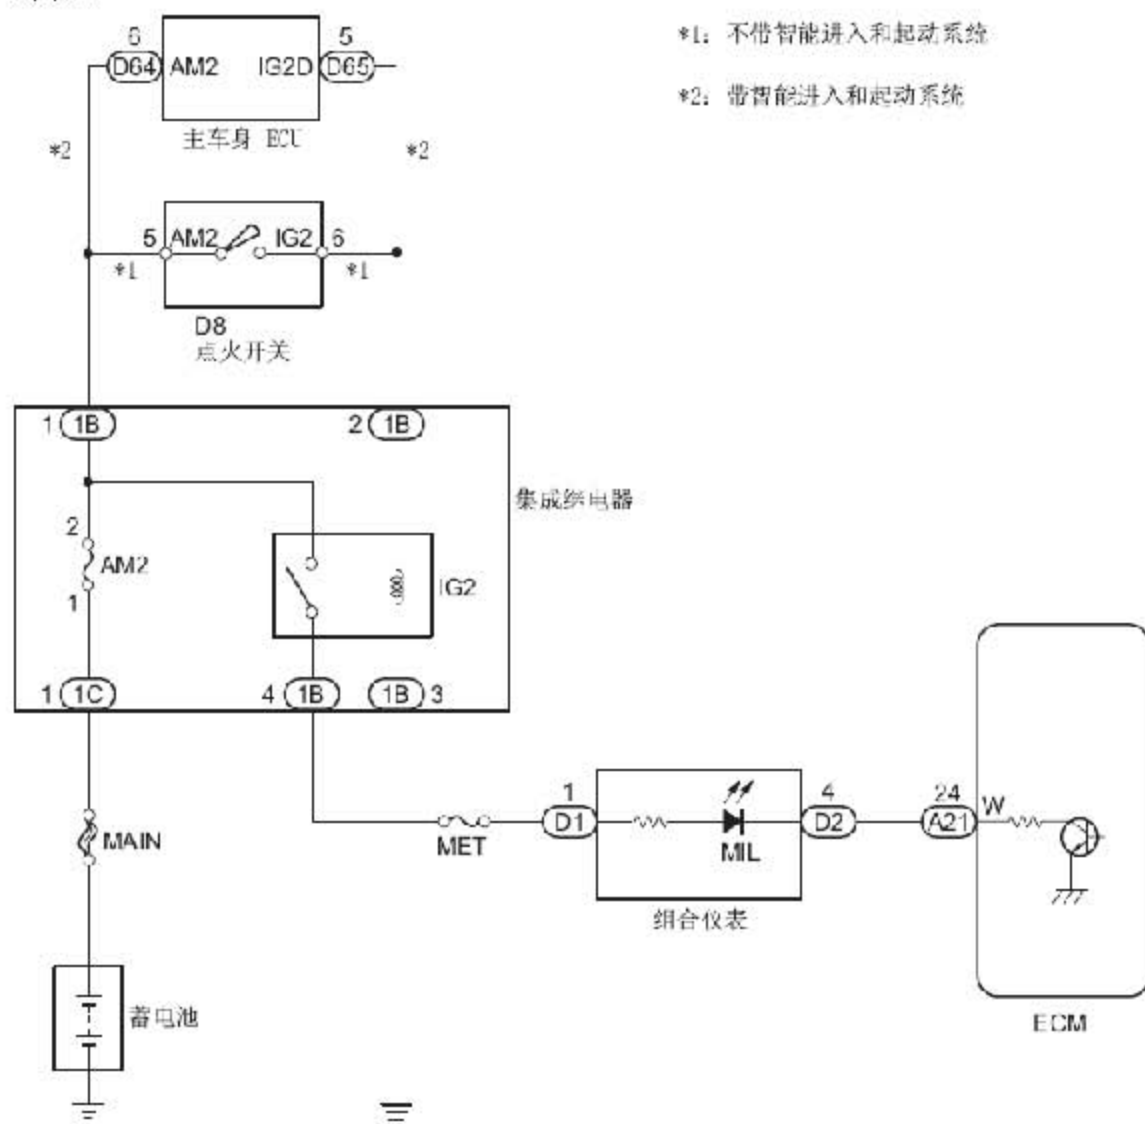 *1: 不带智能进入和起动系统
*2: 带智能进入和起动系统
6
5
D64
AM2
IG2D
D65
主车身 ECU
*2
*2
5
AM2
IG2
6
*1
*1
D8
点火开关
1
1B
2
1B
集成继电器
2
AM2
1
IG2
1
1C
4
1B
1B
3
MAIN
MET
1
D1
MIL
4
D2
24
A21
W
组合仪表
ECM
蓄电池